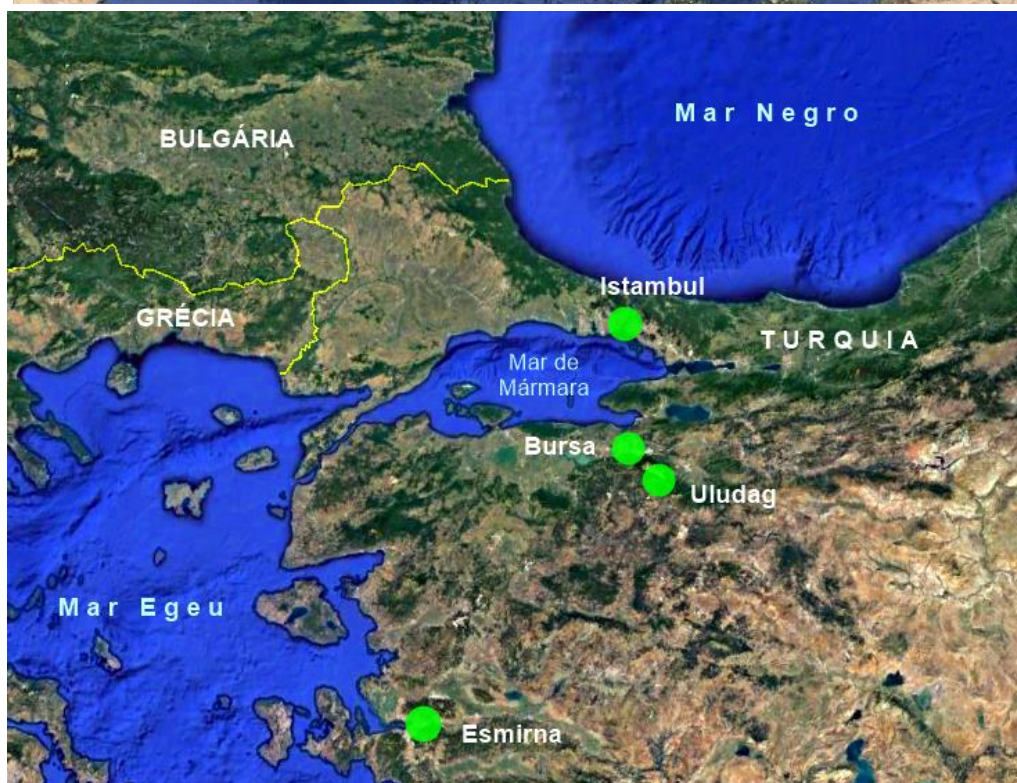 Mar Negro
BULGÁRIA
Istambul
GRÉCIA
TURQUIA
Mar de
Mármara
Bursa
Uludag
Mar Egeu
Esmirna